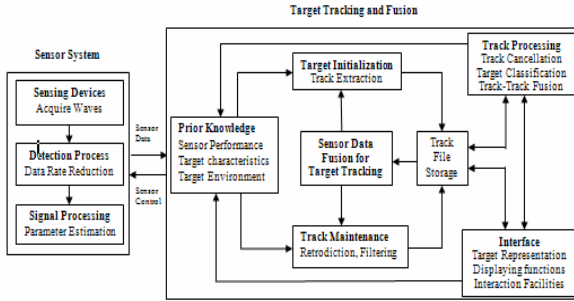 Target Tracking and Fusion
Sensor System
Sensing Devices
Acquire Waves
Detection Process
Data Rate Reduction
Signal Processing
Parameter Estimation
Sensor
Data
Sensor
Control
Prior Knowledge
Sensor Performance
Target characteristics
Target Environment
Target Initialization
Track Extraction
Sensor Data
Fusion for
Target Tracking
Track Maintenance
Retrodiction, Filtering
Track
File
Storage
Track Processing
Track Cancellation
Target Classification
Track-Track Fusion
Interface
Target Representation
Displaying functions
Interaction Facilities